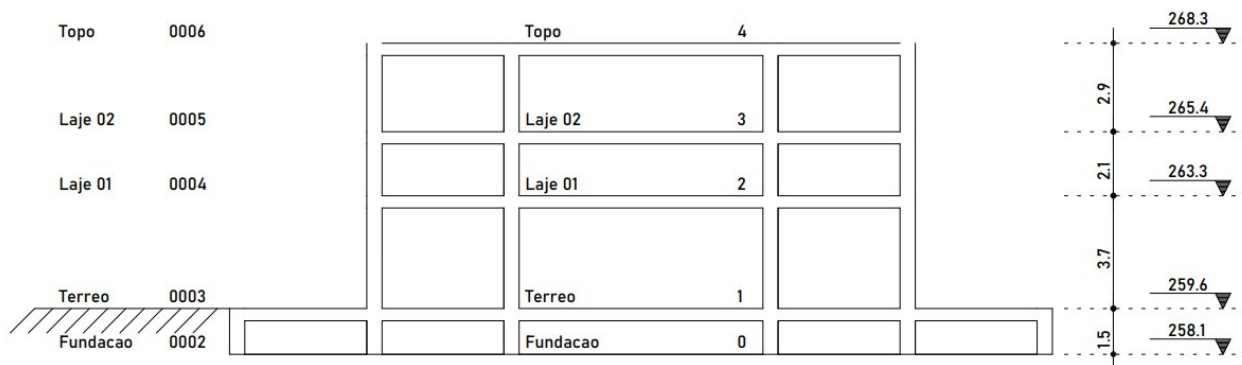 Topo 0006 Topo 4 268.3
2.9
Laje 02 0005 Laje 02 3 265.4
2.1
Laje 01 0004 Laje 01 2 263.3
3.7
Terreo 0003 Terreo 1 259.6
1.5
Fundacao 0002 Fundacao 0 258.1